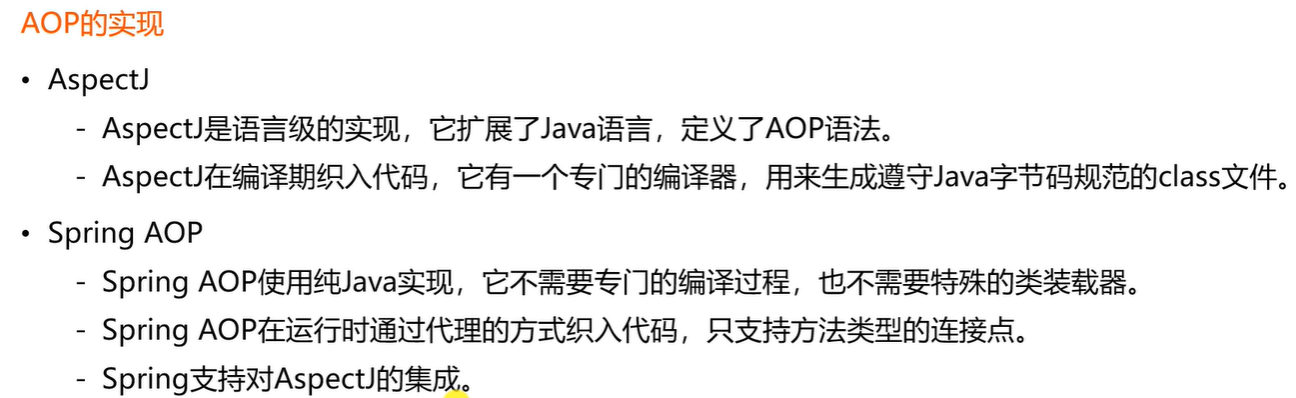 AOP的实现
• AspectJ
- AspectJ是语言级的实现，它扩展了Java语言，定义了AOP语法。
- AspectJ在编译期织入代码，它有一个专门的编译器，用来生成遵守Java字节码规范的class文件。
• Spring AOP
- Spring AOP使用纯Java实现，它不需要专门的编译过程，也不需要特殊的类装载器。
- Spring AOP在运行时通过代理的方式织入代码，只支持方法类型的连接点。
- Spring支持对AspectJ的集成。